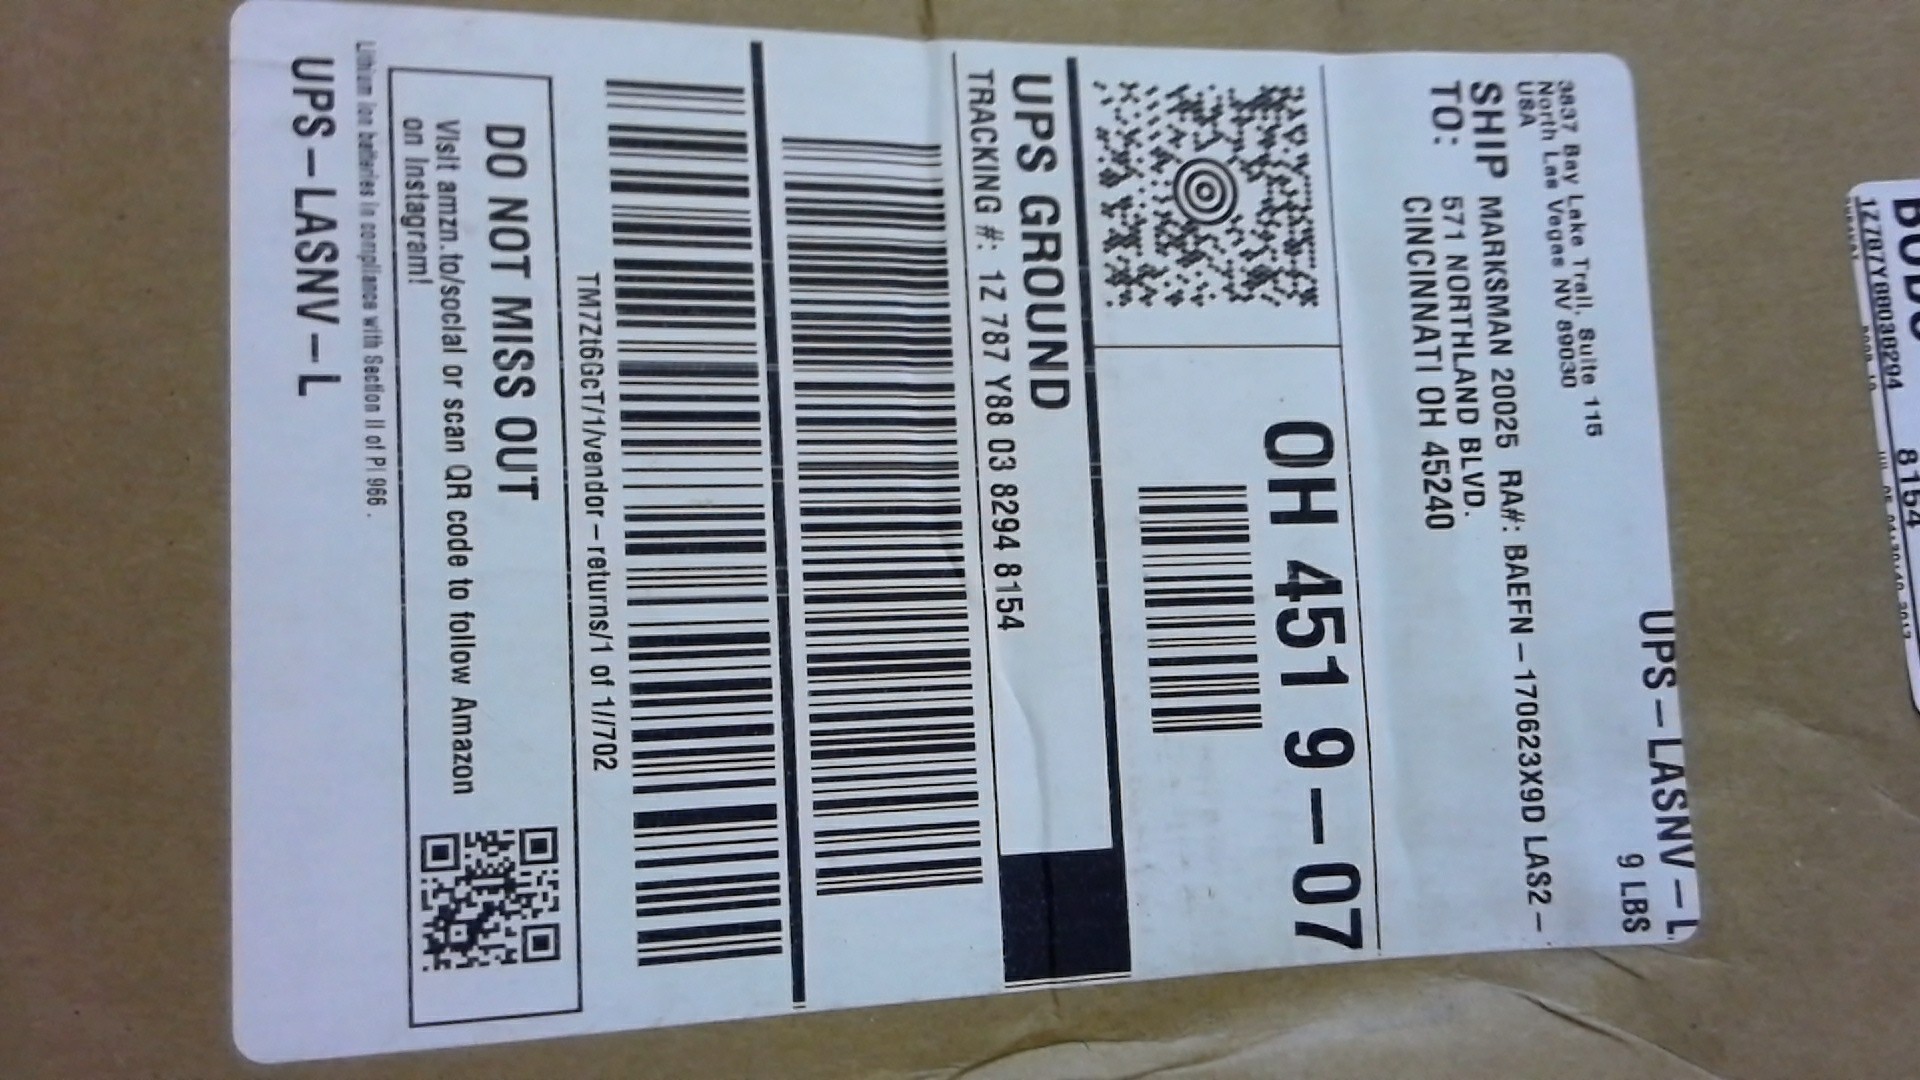 3837 Bay Lake Trail, Suite 115
North Las Vegas NV 89030
USA
UPS-LASNV-L
9 LBS
SHIP MARKSMAN 20025 RA#: BAEFN-170623X9D LAS2-
TO: 571 NORTHLAND BLVD.
CINCINNATI OH 45240
OH 451 9-07
UPS GROUND
TRACKING #: 1Z 787 Y88 03 8294 8154
TM7Zt6GcT/1/vendor-returns/1 of 1//702
DO NOT MISS OUT
Visit amzn.to/social or scan QR code to follow Amazon
on Instagram!
Lithium ion batteries in compliance with Section II of PI 966 .
UPS-LASNV-L
1Z787Y88038294 8154